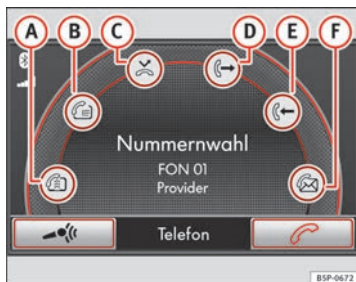 A B C D E F
Nummernwahl
FON 01
Provider
Telefon
B5P-0672